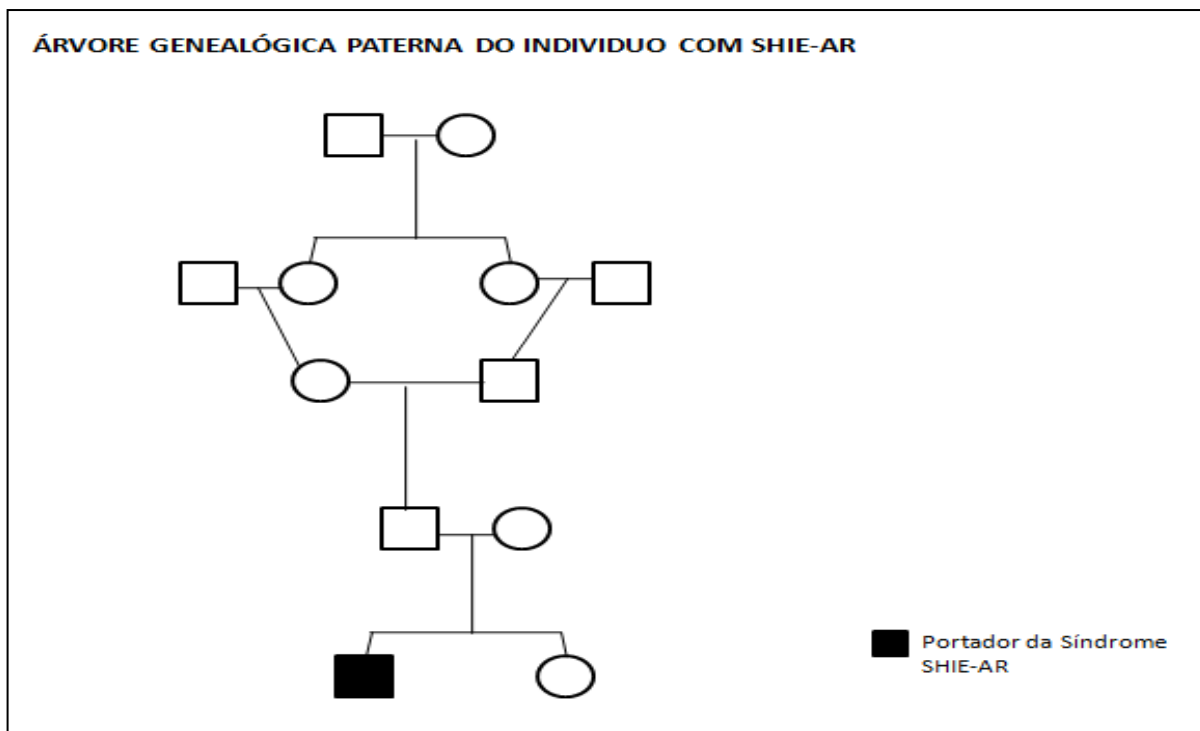 ÁRVORE GENEALÓGICA PATERNA DO INDIVIDUO COM SHIE-AR
Portador da Síndrome
SHIE-AR